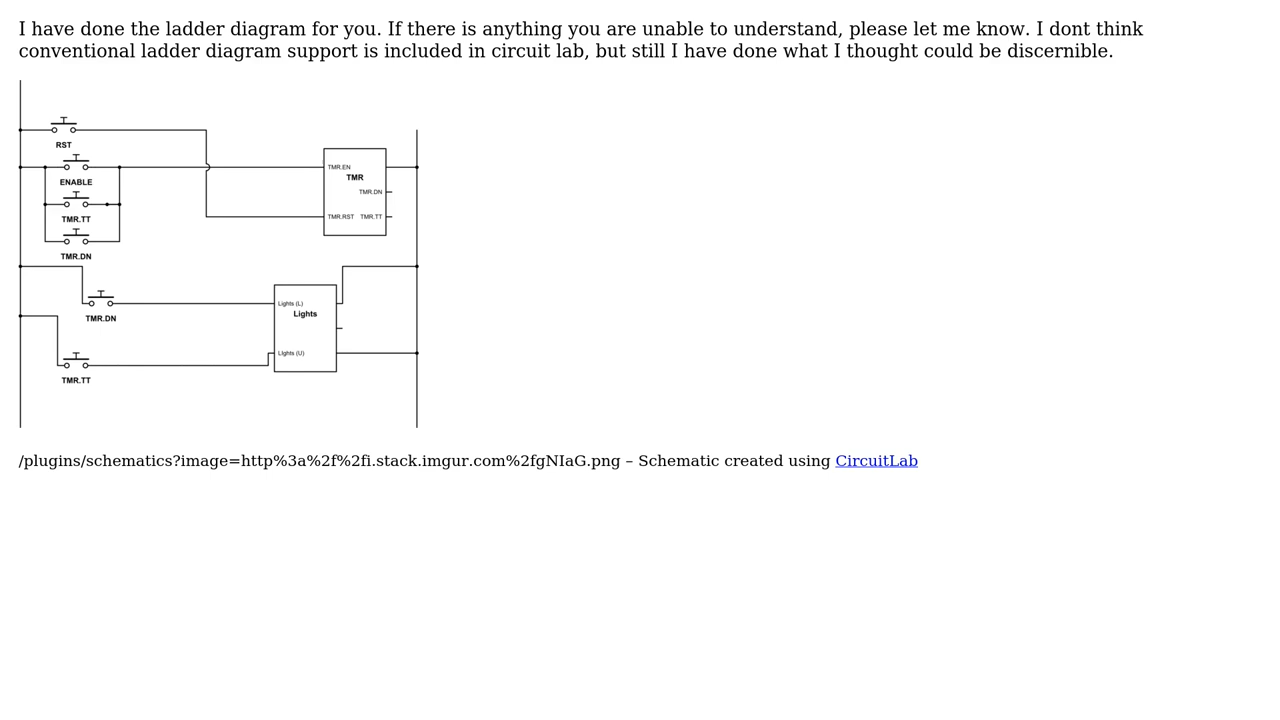 I have done the ladder diagram for you. If there is anything you are unable to understand, please let me know. I dont think
conventional ladder diagram support is included in circuit lab, but still I have done what I thought could be discernible.
RST
ENABLE
TMR.TT
TMR.DN
TMR.EN
TMR
TMR.DN
TMR.RST TMR.TT
TMR.DN
TMR.TT
Lights (L)
Lights
LIghts (U)
/plugins/schematics?image=http%3a%2f%2fi.stack.imgur.com%2fgNIaG.png – Schematic created using CircuitLab